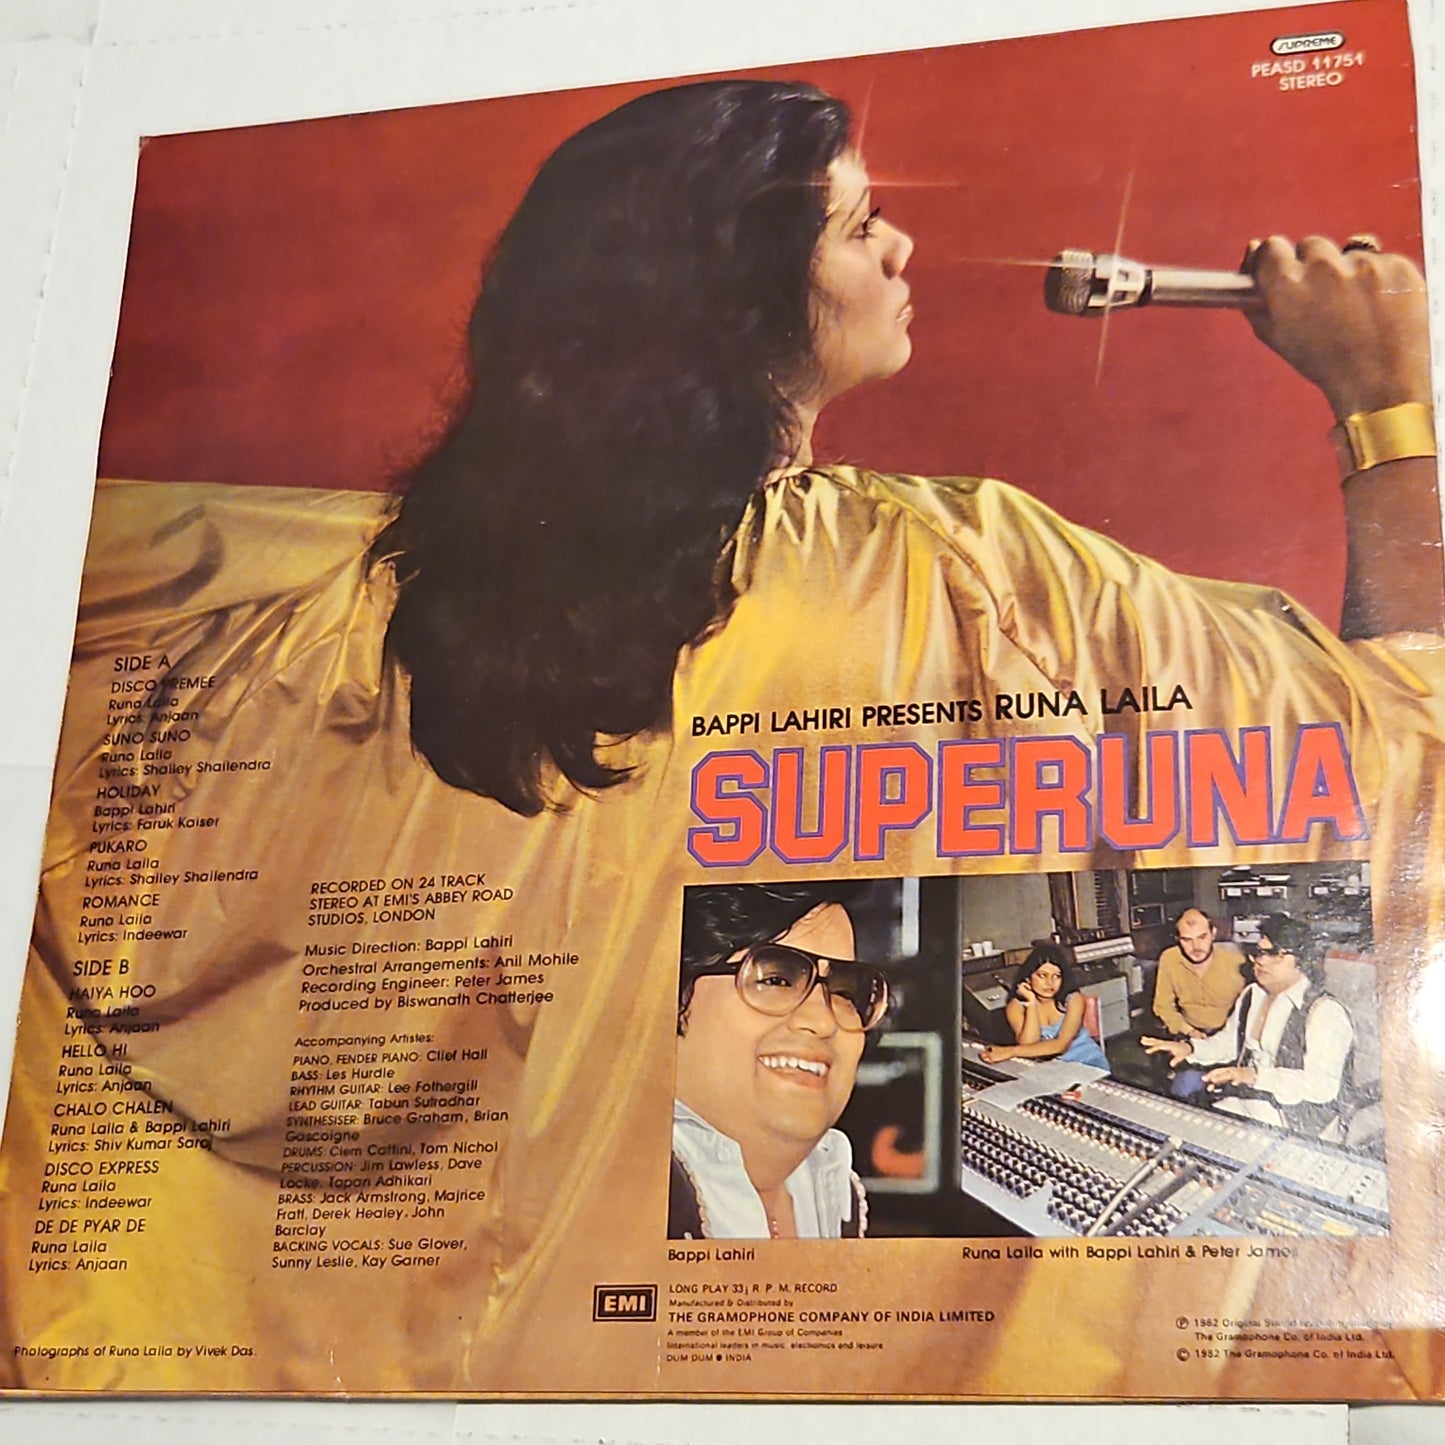 SUPREME
PEASD 11751
STEREO
BAPPI LAHIRI PRESENTS RUNA LAILA
SUPERUNA
SIDE A
DISCO PREMEE
Runa Laila
Lyrics: Anjaan
SUNO SUNO
Runa Laila
Lyrics: Shailey Shailendra
HOLIDAY
Bappi Lahiri
Lyrics: Faruk Kaiser
PUKARO
Runa Laila
Lyrics: Shailey Shailendra
ROMANCE
Runa Laila
Lyrics: Indeewar
SIDE B
HAIYA HOO
Runa Laila
Lyrics: Anjaan
HELLO HI
Runa Laila
Lyrics: Anjaan
CHALO CHALEN
Runa Laila & Bappi Lahiri
Lyrics: Shiv Kumar Saroj
DISCO EXPRESS
Runa Laila
Lyrics: Indeewar
DE DE PYAR DE
Runa Laila
Lyrics: Anjaan
RECORDED ON 24 TRACK
STEREO AT EMI'S ABBEY ROAD
STUDIOS, LONDON
Music Direction: Bappi Lahiri
Orchestral Arrangements: Anil Mohile
Recording Engineer: Peter James
Produced by Biswanath Chatterjee
Accompanying Artistes:
PIANO, FENDER PIANO: Clief Hall
BASS: Les Hurdle
RHYTHM GUITAR: Lee Fothergill
LEAD GUITAR: Tabun Sutradhar
SYNTHESISER: Bruce Graham, Brian
Gascoigne
DRUMS: Clem Cattini, Tom Nichol
PERCUSSION: Jim Lawless, Dave
Locke, Tapan Adhikari
BRASS: Jack Armstrong, Majrice
Fratt, Derek Healey, John
Barclay
BACKING VOCALS: Sue Glover,
Sunny Leslie, Kay Garner
Bappi Lahiri
Runa Laila with Bappi Lahiri & Peter James
EMI
LONG PLAY 33⅓ R. P. M. RECORD
Manufactured & Distributed by
THE GRAMOPHONE COMPANY OF INDIA LIMITED
A member of the EMI Group of Companies
International leaders in music, electronics and leisure
DUM DUM ● INDIA
Ⓟ 1982 Original Sound
The Gramophone Co. of India Ltd.
© 1982 The Gramophone Co. of India Ltd.
Photographs of Runa Laila by Vivek Das.